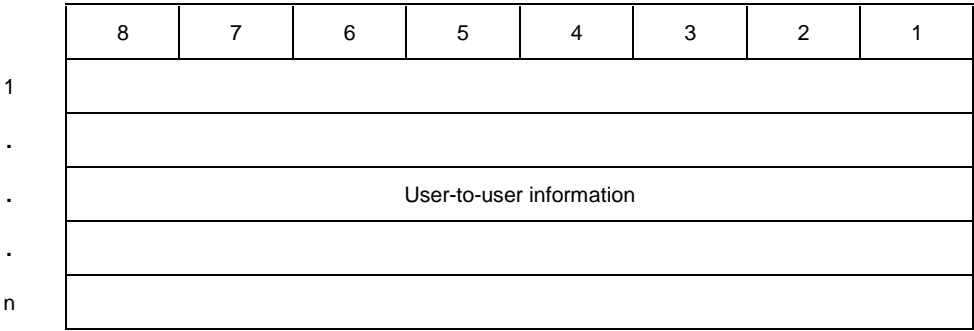 8 7 6 5 4 3 2 1
1
.
. User-to-user information
.
n